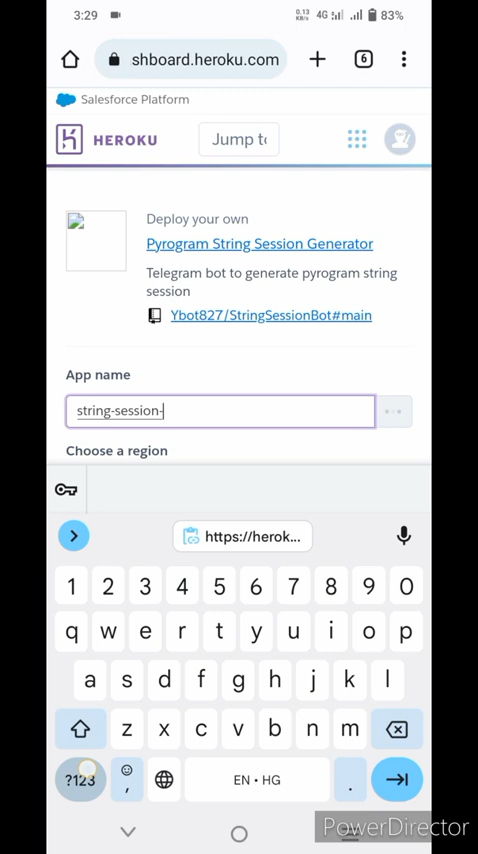 3:29
0.13
KB/s
4G
83%
shboard.heroku.com
6
Salesforce Platform
HEROKU
Jump to
Deploy your own
Pyrogram String Session Generator
Telegram bot to generate pyrogram string
session
Ybot827/StringSessionBot#main
App name
string-session-
Choose a region
https://herok...
1 2 3 4 5 6 7 8 9 0
q w e r t y u i o p
a s d f g h j k l
z x c v b n m
?123 , EN • HG .
PowerDirector